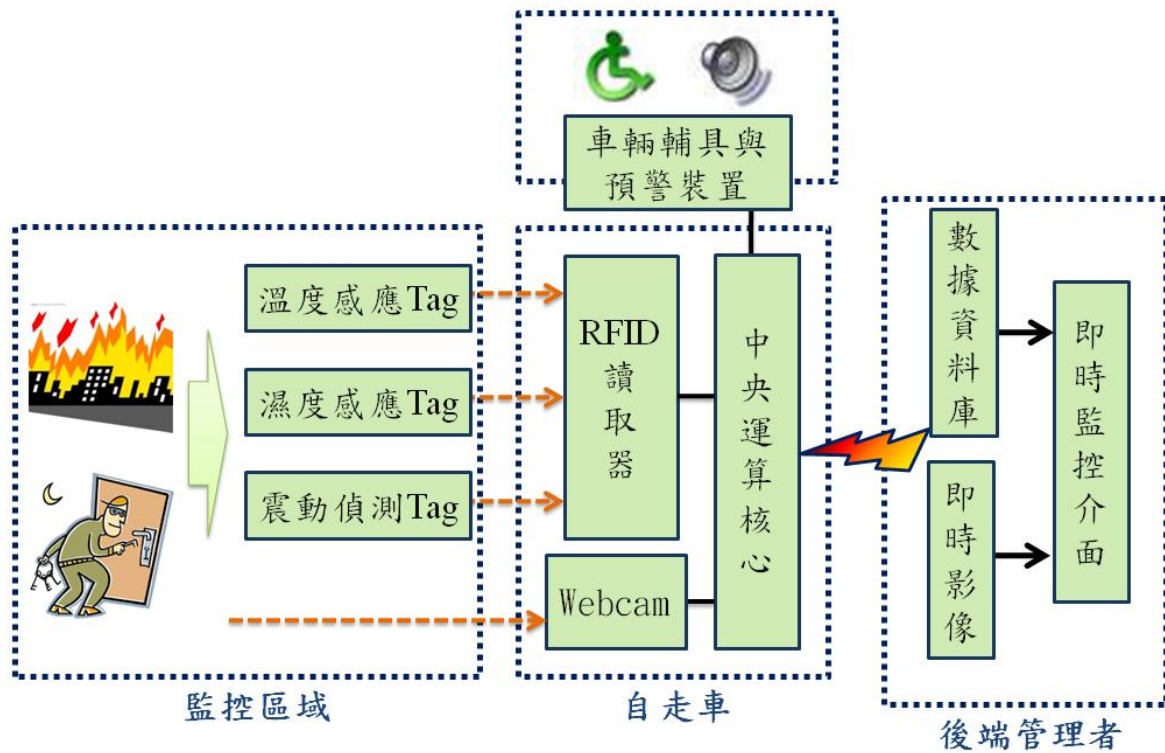 車輛輔具與
預警裝置
溫度感應Tag
濕度感應Tag
震動偵測Tag
RFID
讀取器
Webcam
中央運算核心
數據資料庫
即時影像
即時監控介面
監控區域
自走車
後端管理者